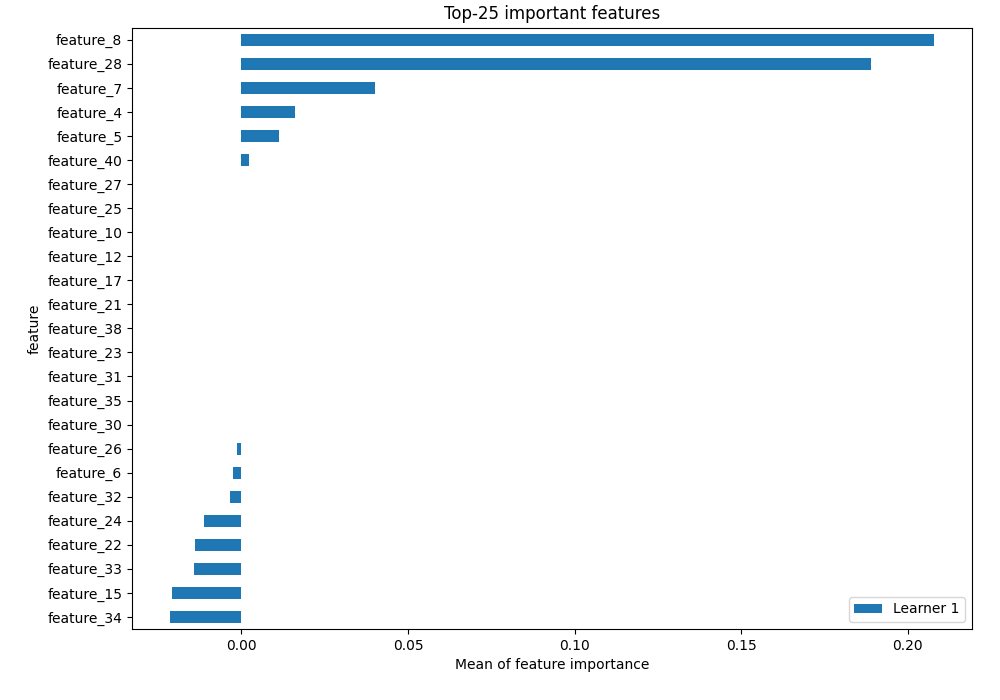 Top-25 important features
feature_8
feature_28
feature_7
feature_4
feature_5
feature_40
feature_27
feature_25
feature_10
feature_12
feature_17
feature_21
feature_38
feature_23
feature_31
feature_35
feature_30
feature_26
feature_6
feature_32
feature_24
feature_22
feature_33
feature_15
feature_34
feature
Learner 1
0.00 0.05 0.10 0.15 0.20
Mean of feature importance